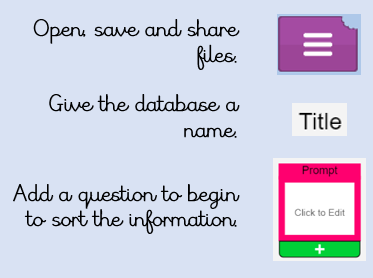 Open, save and share
files.
Give the database a
name.
Title
Prompt
Add a question to begin
to sort the information.
Click to Edit
+